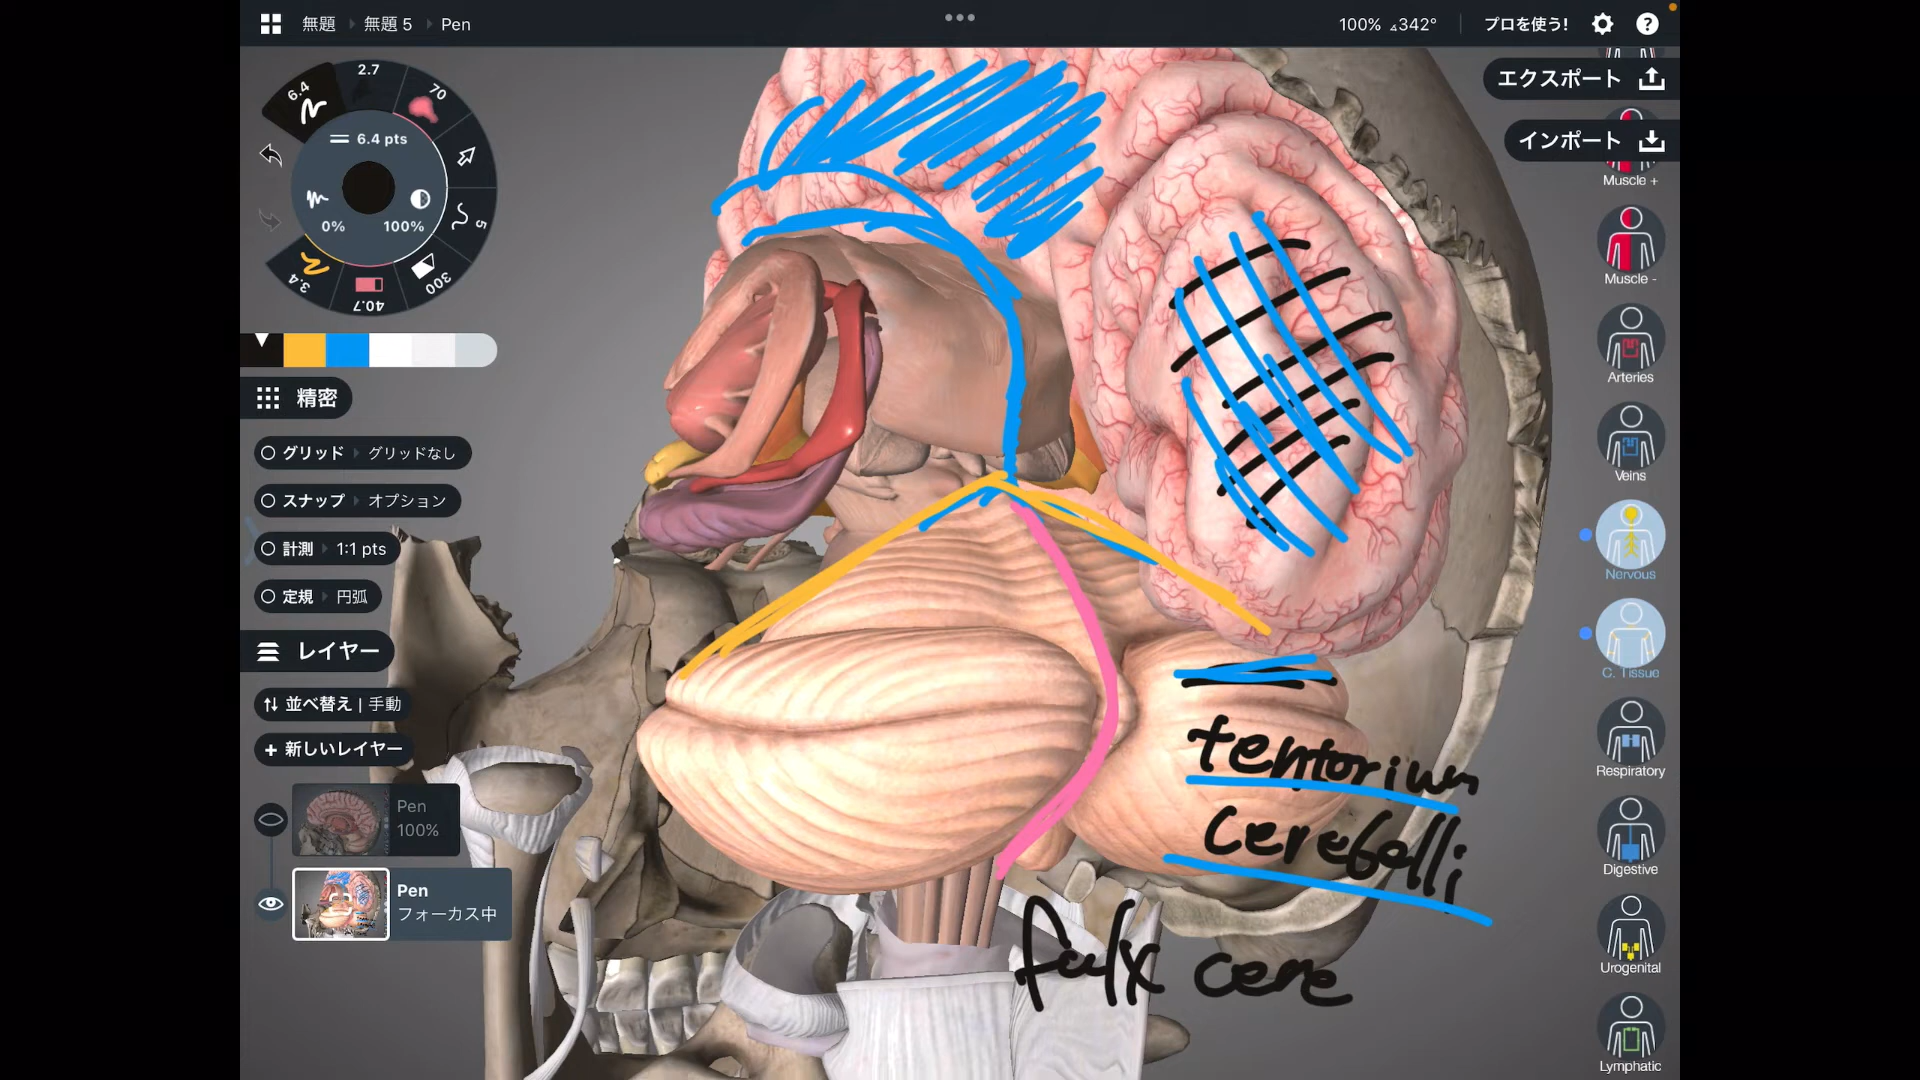 無題 無題 5 Pen
100% ⊿342° プロを使う!
エクスポート
インポート
2.7
6.4
70
6.4 pts
0% 100%
5
3.4
40.7
300
精密
グリッド グリッドなし
スナップ オプション
計測 1:1 pts
定規 円弧
レイヤー
並べ替え | 手動
+ 新しいレイヤー
Pen
100%
Pen
フォーカス中
Muscle +
Muscle -
Arteries
Veins
Nervous
C. Tissue
Respiratory
Digestive
Urogenital
Lymphatic
tentorium
cerebelli
falx cere